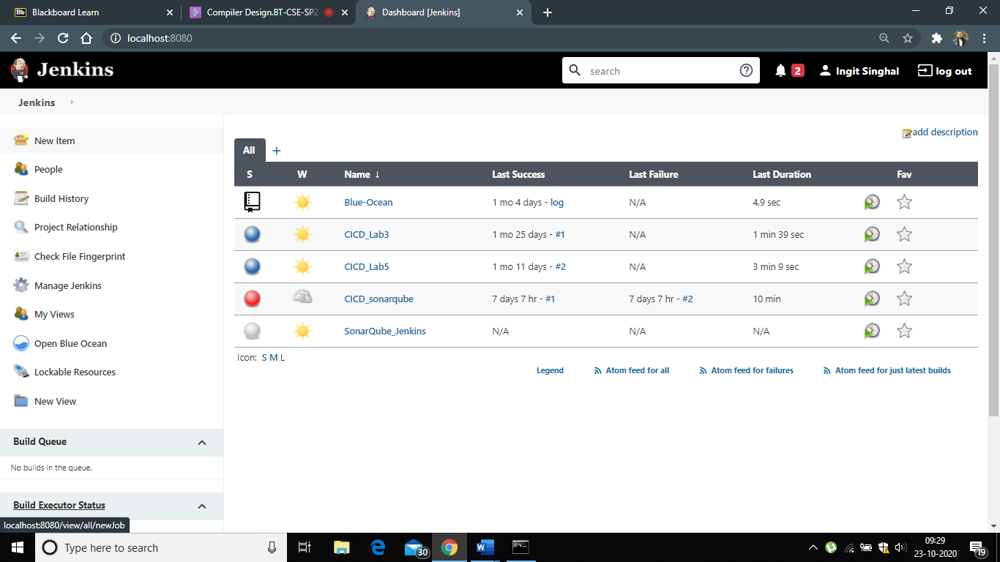 Blackboard Learn
Compiler Design.BT-CSE-SPZ
Dashboard [Jenkins]
localhost:8080
Jenkins
search
2
Ingit Singhal
log out
Jenkins
New Item
People
Build History
Project Relationship
Check File Fingerprint
Manage Jenkins
My Views
Open Blue Ocean
Lockable Resources
New View
Build Queue
No builds in the queue.
Build Executor Status
localhost:8080/view/all/newJob
add description
All +
S W Name ↓ Last Success Last Failure Last Duration Fav
Blue-Ocean 1 mo 4 days - log N/A 4.9 sec
CICD_Lab3 1 mo 25 days - #1 N/A 1 min 39 sec
CICD_Lab5 1 mo 11 days - #2 N/A 3 min 9 sec
CICD_sonarqube 7 days 7 hr - #1 7 days 7 hr - #2 10 min
SonarQube_Jenkins N/A N/A N/A
Icon: S M L
Legend Atom feed for all Atom feed for failures Atom feed for just latest builds
Type here to search
30
09:29
23-10-2020
19